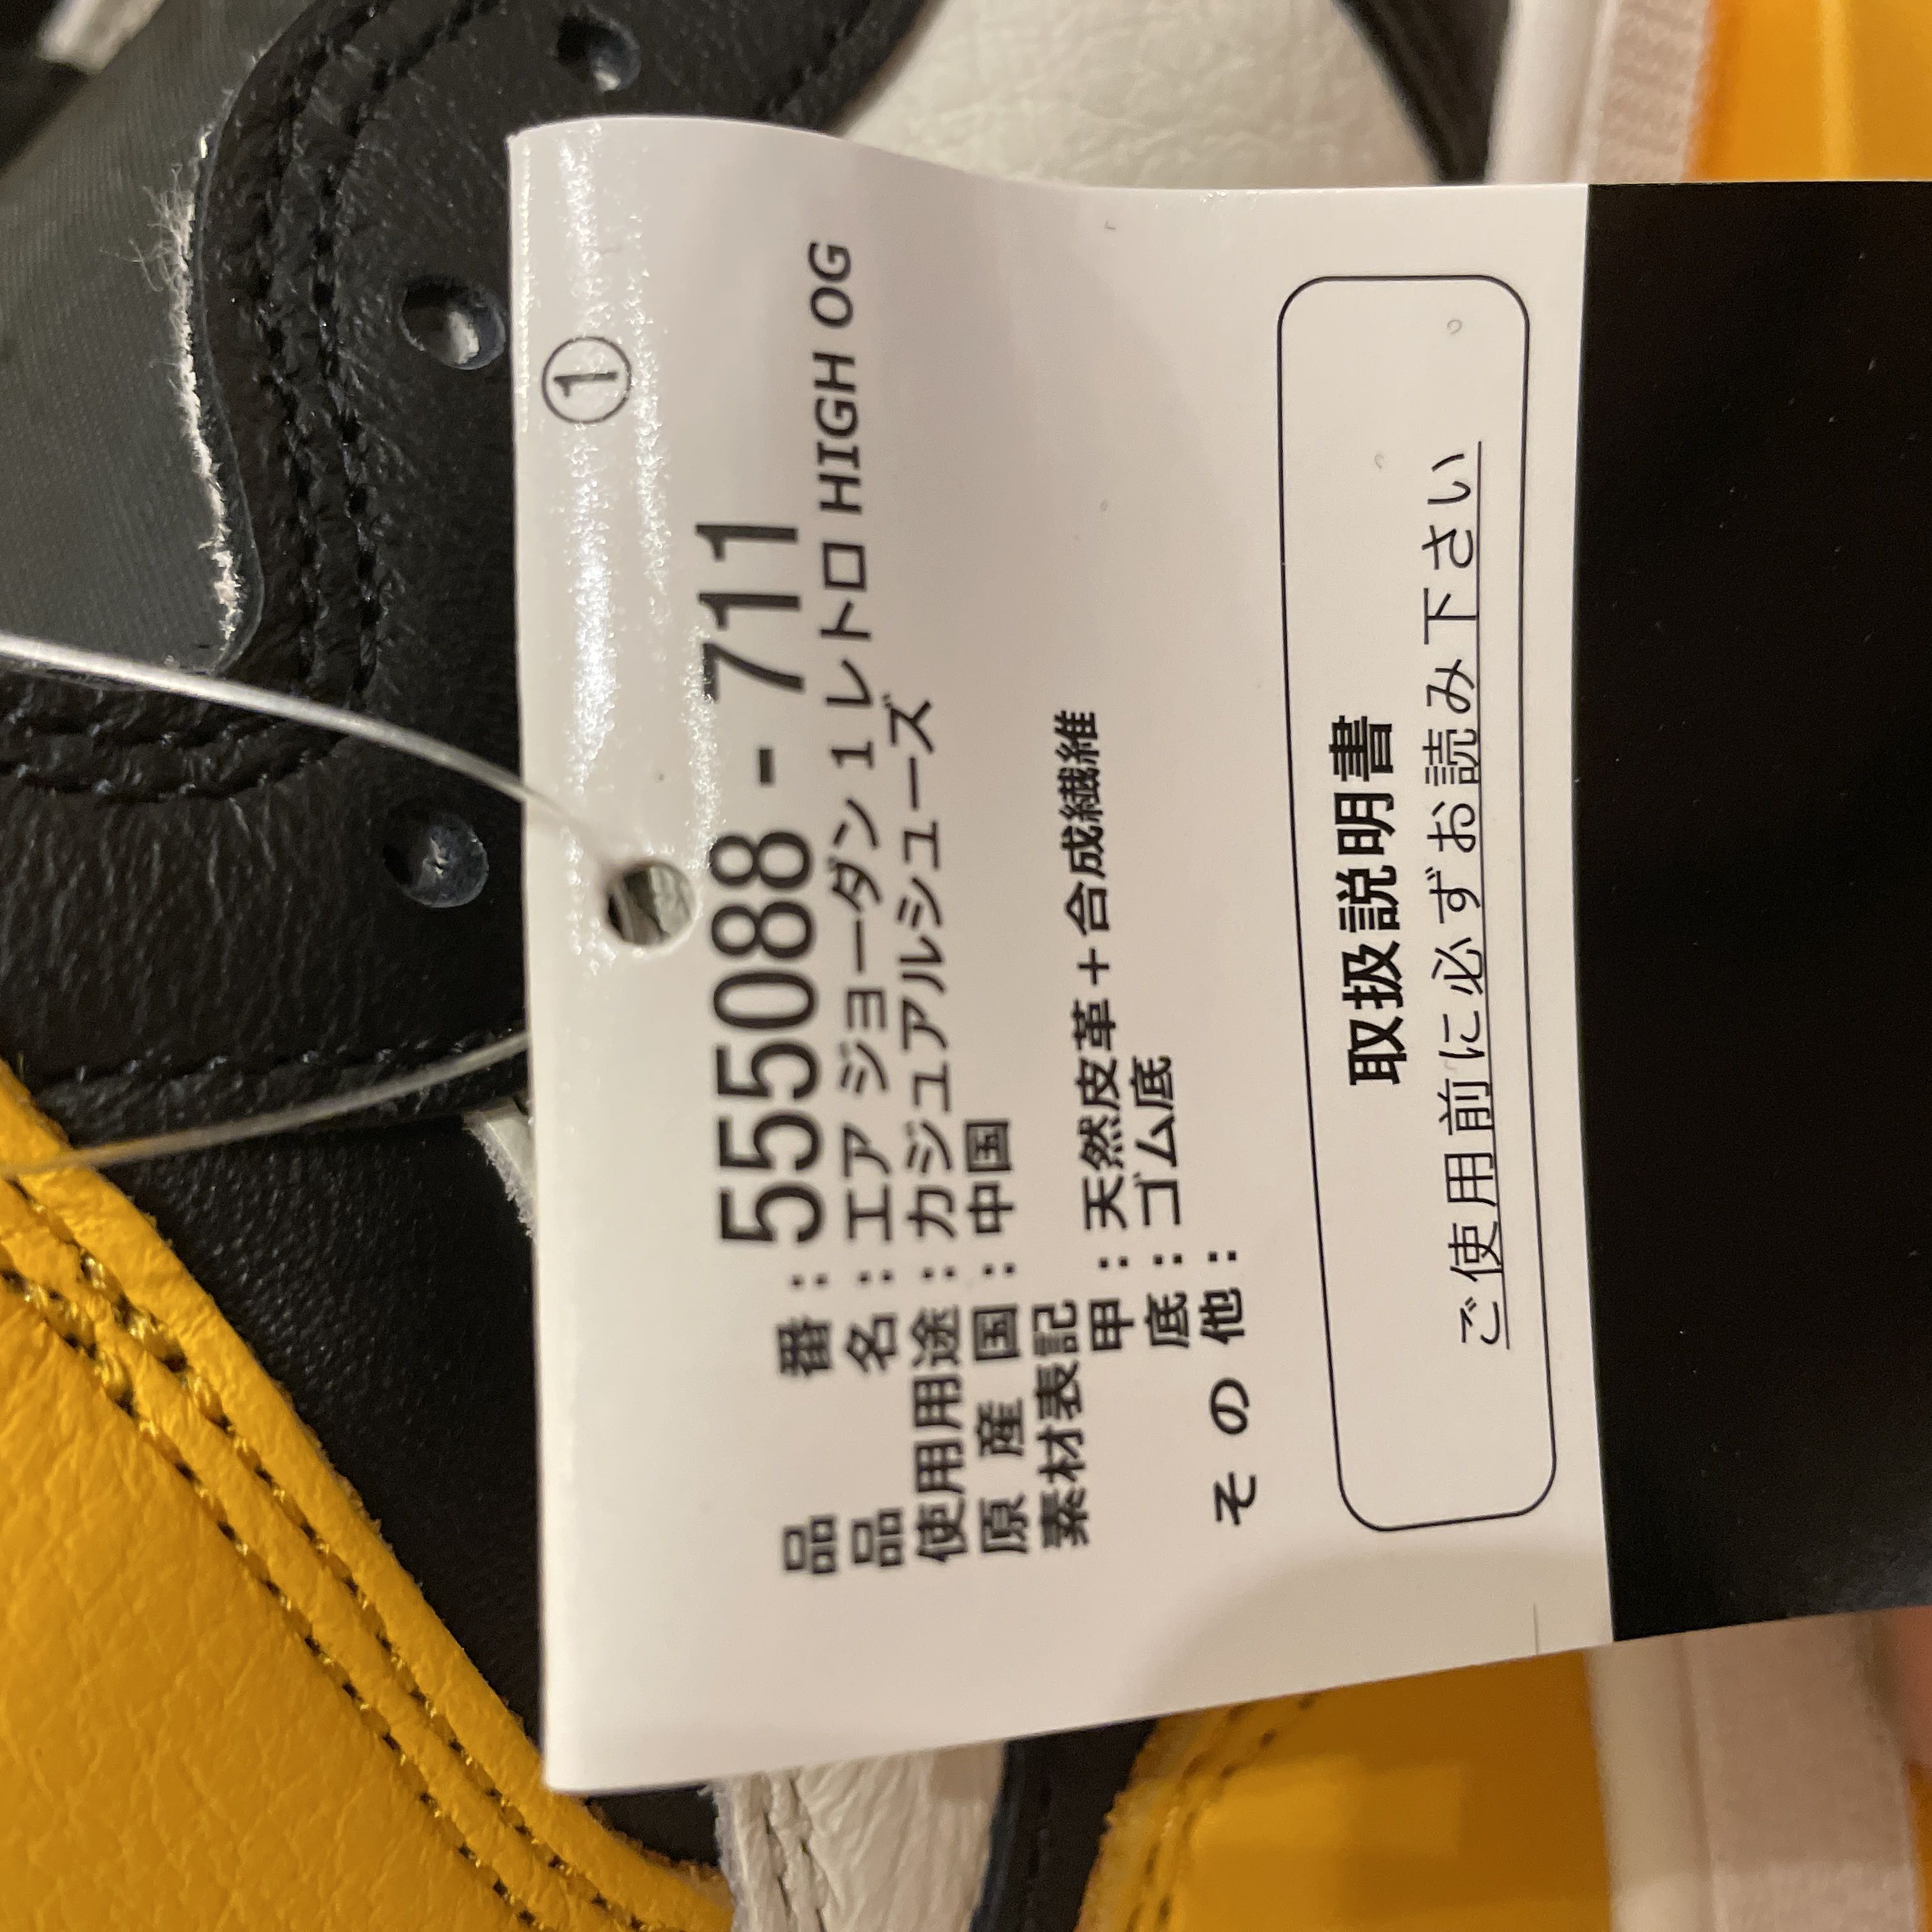 ①
品番：555088 - 711
品名：エア ジョーダン 1 レトロ HIGH OG
使用用途：カジュアルシューズ
原産国：中国
素材表記
甲：天然皮革＋合成繊維
底：ゴム底
その他：
取扱説明書
ご使用前に必ずお読み下さい